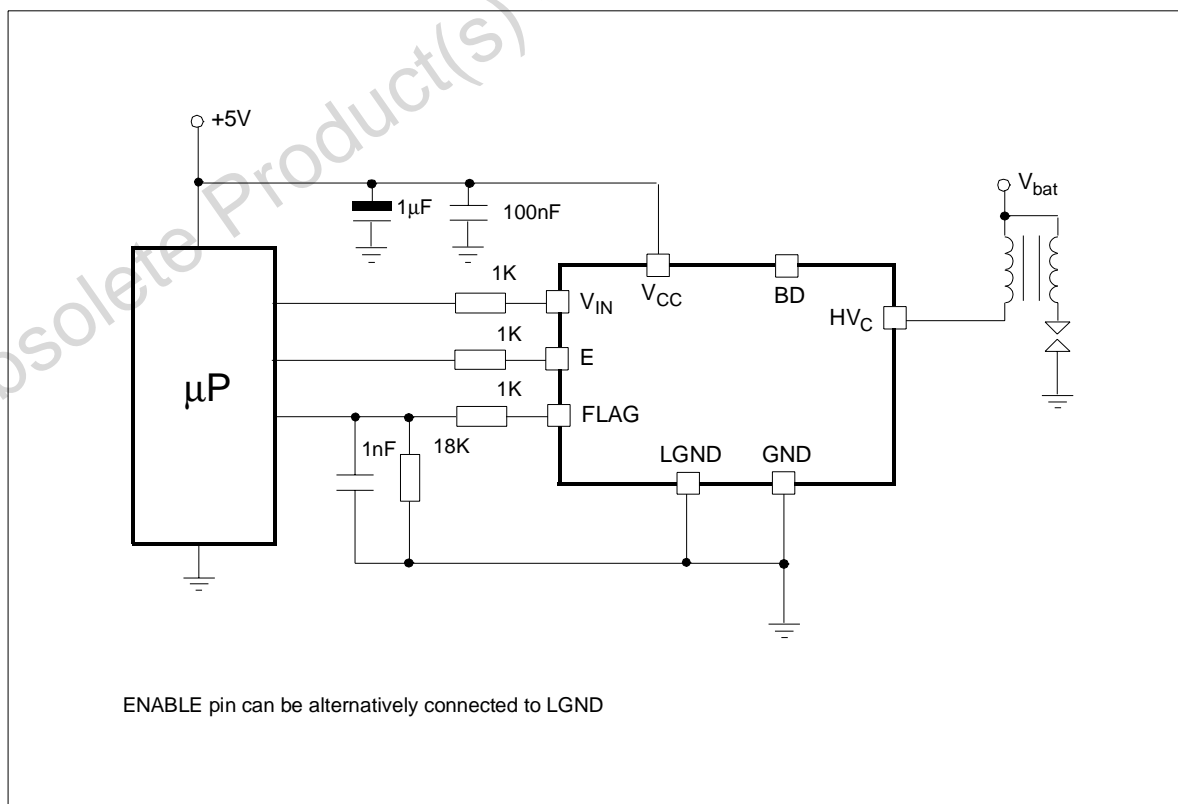 bsolete Product(s)
+5V
1µF
100nF
V_bat
1K
V_IN
V_CC
BD
HV_C
1K
E
µP
1K
FLAG
1nF
18K
LGND
GND
ENABLE pin can be alternatively connected to LGND